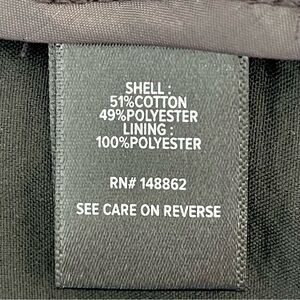 SHELL :
51%COTTON
49%POLYESTER
LINING :
100%POLYESTER
RN# 148862
SEE CARE ON REVERSE